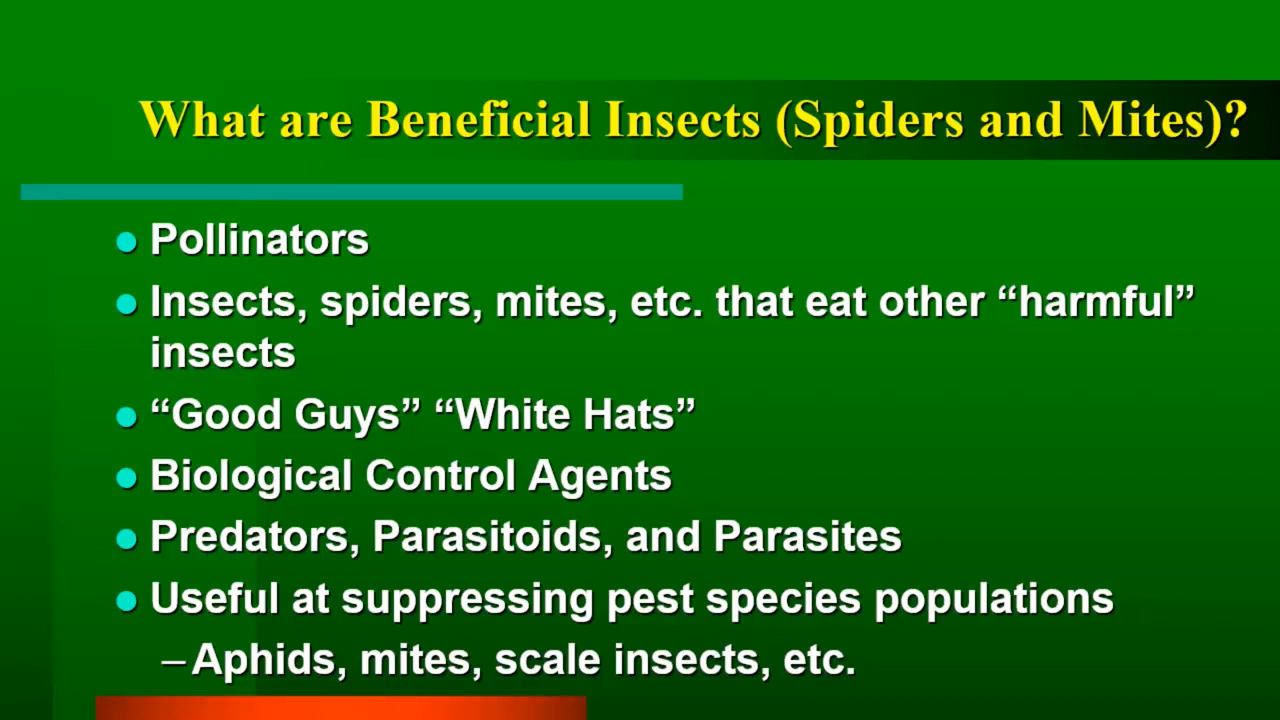 What are Beneficial Insects (Spiders and Mites)?
Pollinators
Insects, spiders, mites, etc. that eat other “harmful”
insects
“Good Guys” “White Hats”
Biological Control Agents
Predators, Parasitoids, and Parasites
Useful at suppressing pest species populations
–Aphids, mites, scale insects, etc.